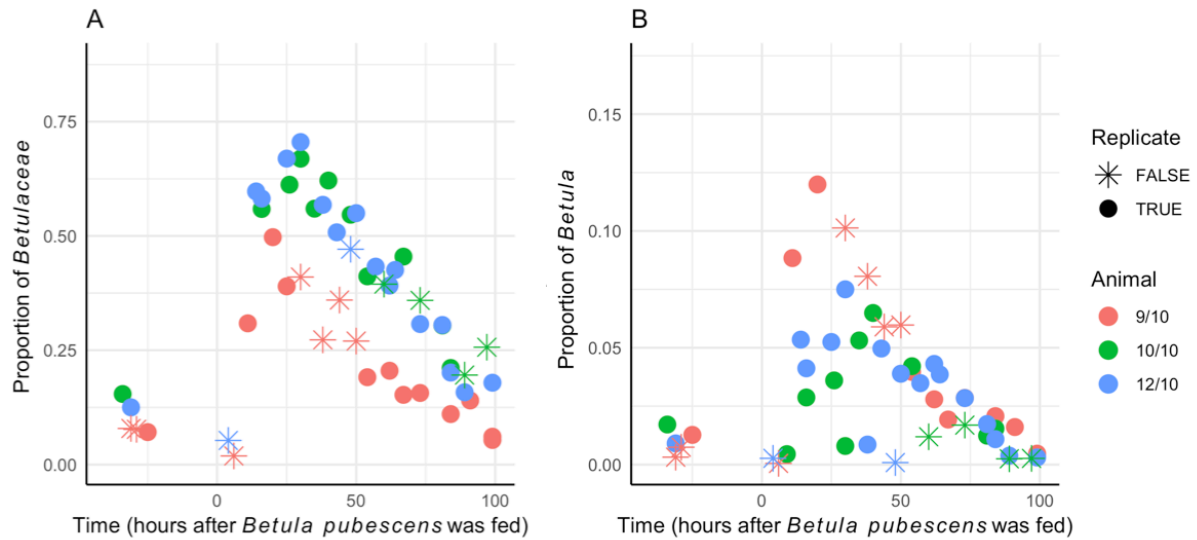 A
Proportion of Betulaceae
0.75
0.50
0.25
0.00
0 50 100
Time (hours after Betula pubescens was fed)
B
Proportion of Betula
0.15
0.10
0.05
0.00
0 50 100
Time (hours after Betula pubescens was fed)
Replicate
FALSE
TRUE
Animal
9/10
10/10
12/10